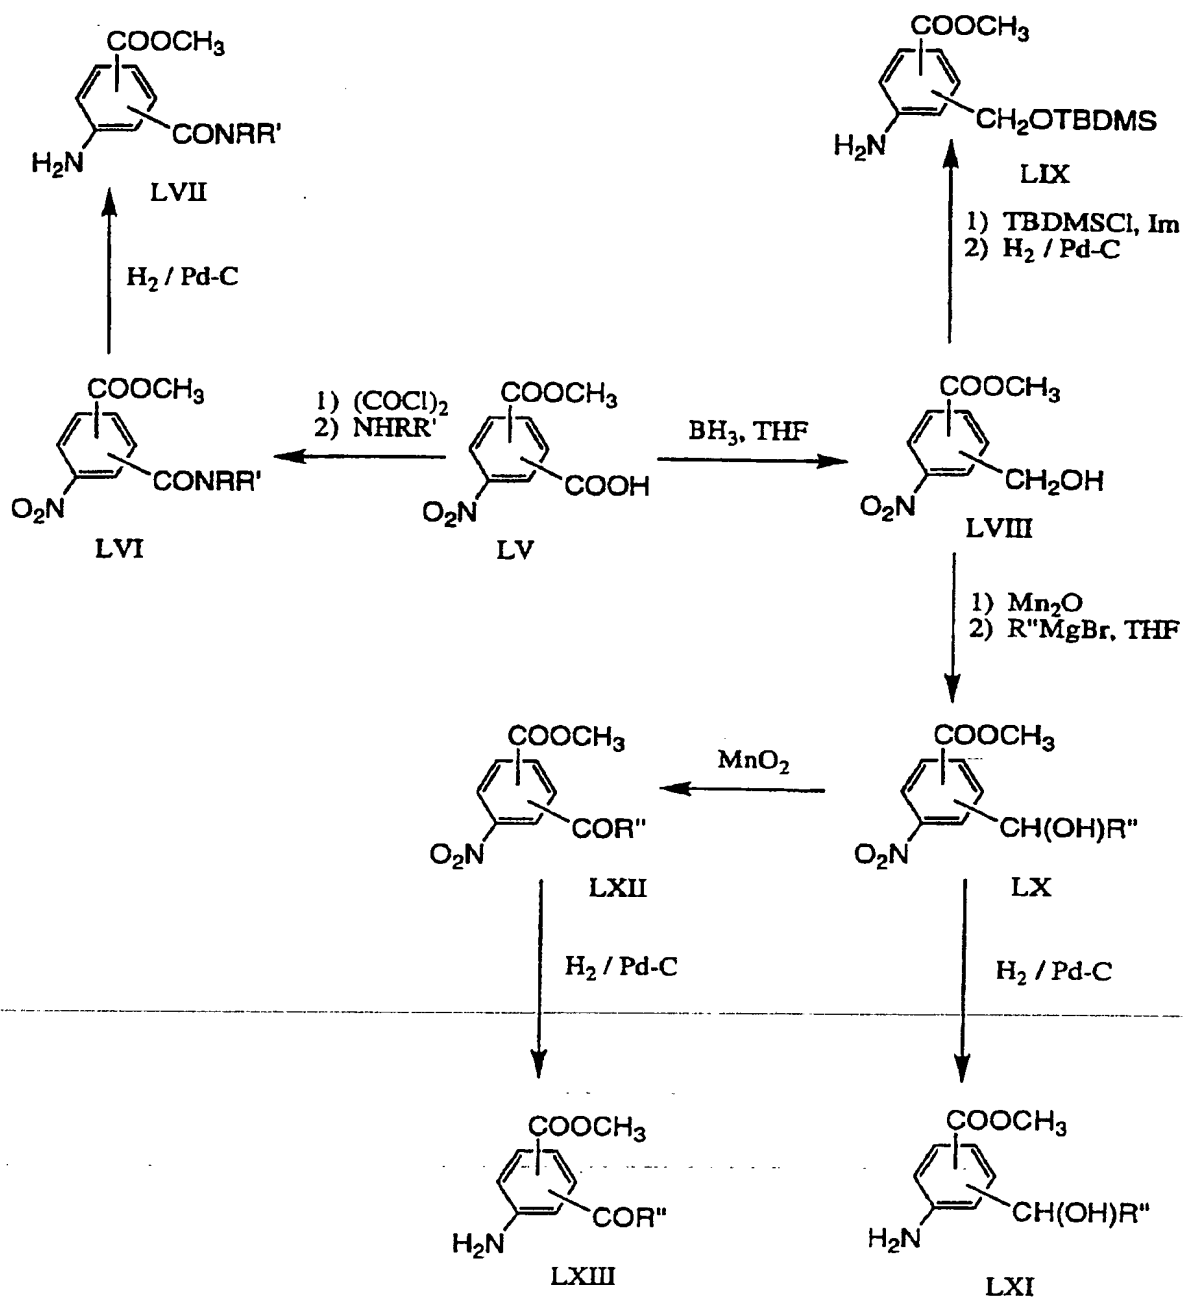 COOCH₃
CONRR'
H₂N
LVII
COOCH₃
CH₂OTBDMS
H₂N
LIX
H₂ / Pd-C
1) TBDMSCl, Im
2) H₂ / Pd-C
COOCH₃
CONRR'
O₂N
LVI
1) (COCl)₂
2) NHRR'
COOCH₃
COOH
O₂N
LV
BH₃, THF
COOCH₃
CH₂OH
O₂N
LVIII
1) Mn₂O
2) R"MgBr, THF
COOCH₃
COR"
O₂N
LXII
MnO₂
COOCH₃
CH(OH)R"
O₂N
LX
H₂ / Pd-C
H₂ / Pd-C
COOCH₃
COR"
H₂N
LXIII
COOCH₃
CH(OH)R"
H₂N
LXI